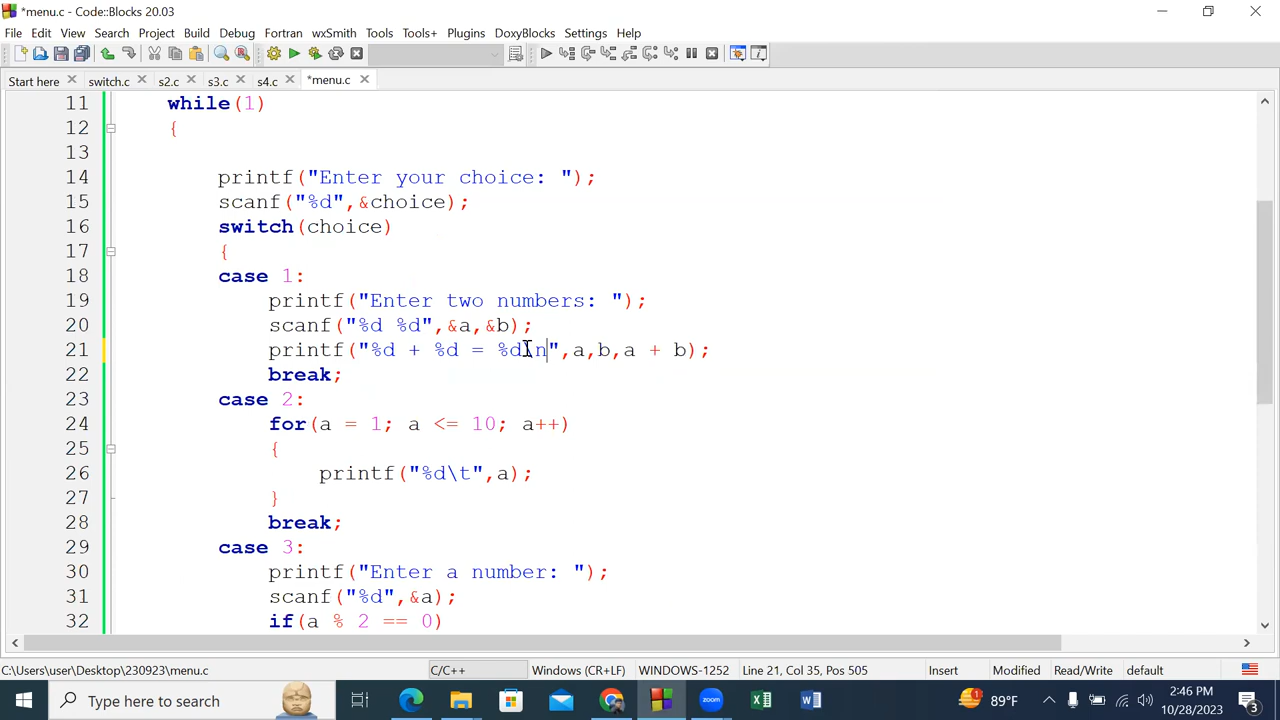 *menu.c - Code::Blocks 20.03
File Edit View Search Project Build Debug Fortran wxSmith Tools Tools+ Plugins DoxyBlocks Settings Help
Start here switch.c s2.c s3.c s4.c *menu.c
11 while(1)
12 {
13
14 printf("Enter your choice: ");
15 scanf("%d",&choice);
16 switch(choice)
17 {
18 case 1:
19 printf("Enter two numbers: ");
20 scanf("%d %d",&a,&b);
21 printf("%d + %d = %d\n",a,b,a + b);
22 break;
23 case 2:
24 for(a = 1; a <= 10; a++)
25 {
26 printf("%d\t",a);
27 }
28 break;
29 case 3:
30 printf("Enter a number: ");
31 scanf("%d",&a);
32 if(a % 2 == 0)
C:\Users\user\Desktop\230923\menu.c C/C++ Windows (CR+LF) WINDOWS-1252 Line 21, Col 35, Pos 505 Insert Modified Read/Write default
Type here to search 89°F 2:46 PM
10/28/2023 3